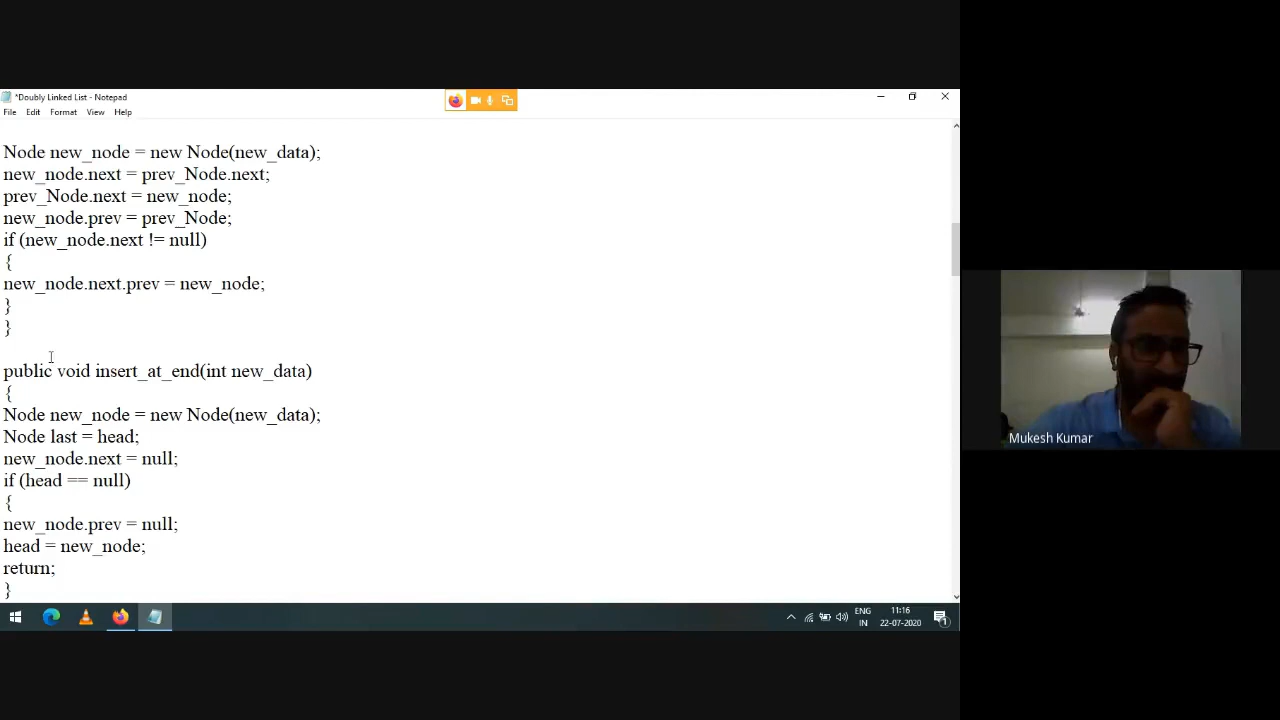 *Doubly Linked List - Notepad
File Edit Format View Help
Node new_node = new Node(new_data);
new_node.next = prev_Node.next;
prev_Node.next = new_node;
new_node.prev = prev_Node;
if (new_node.next != null)
{
new_node.next.prev = new_node;
}
}
public void insert_at_end(int new_data)
{
Node new_node = new Node(new_data);
Node last = head;
new_node.next = null;
if (head == null)
{
new_node.prev = null;
head = new_node;
return;
}
Mukesh Kumar
ENG 11:16
IN 22-07-2020 1